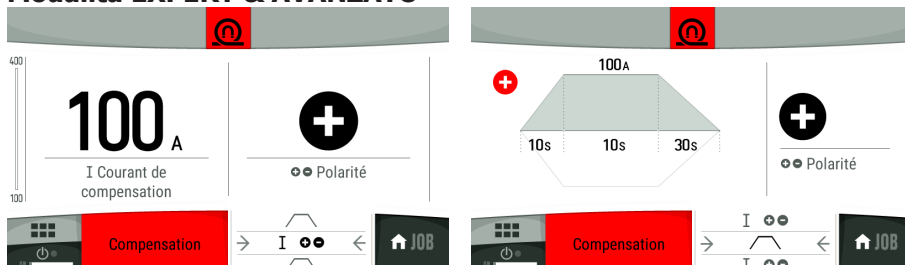 Modalità EXPERT & AVANZATO
400
100 A
I Courant de
compensation
100
Polarité
Compensation
I
JOB
100A
10s 10s 30s
Polarité
Compensation
I
I
JOB